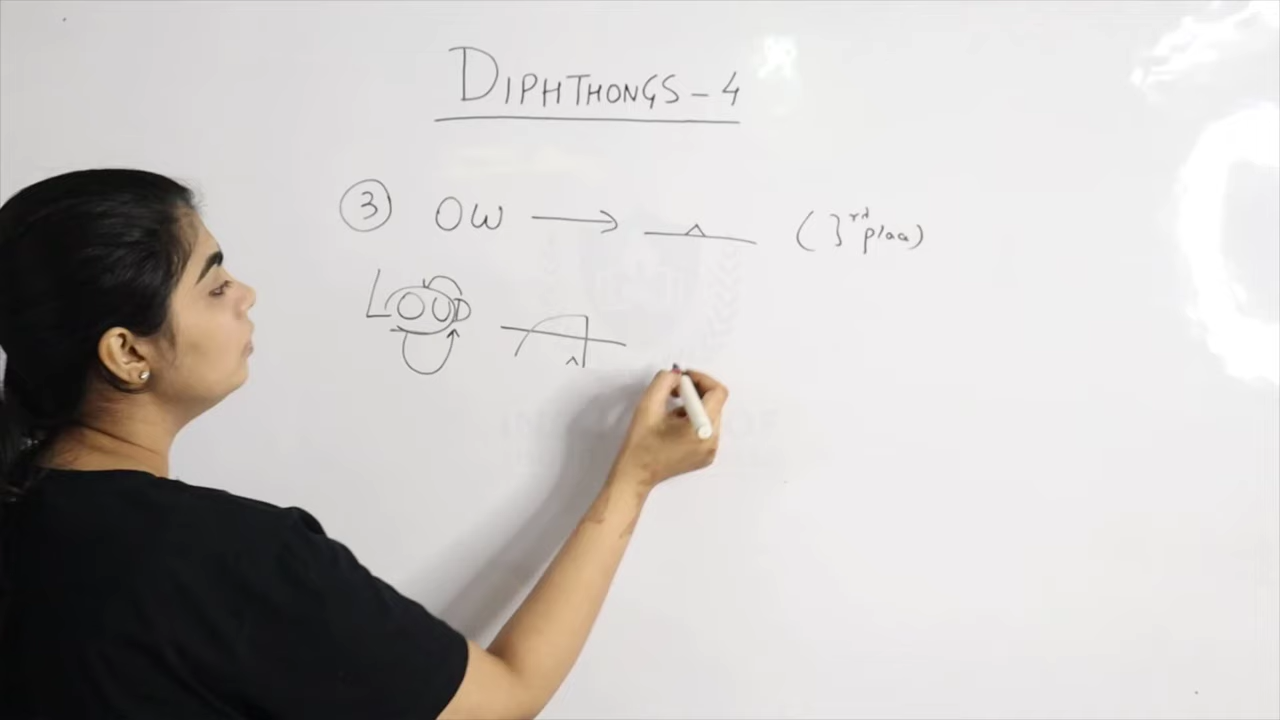 DIPHTHONGS - 4
3 OW → (3rd place)
LOUD